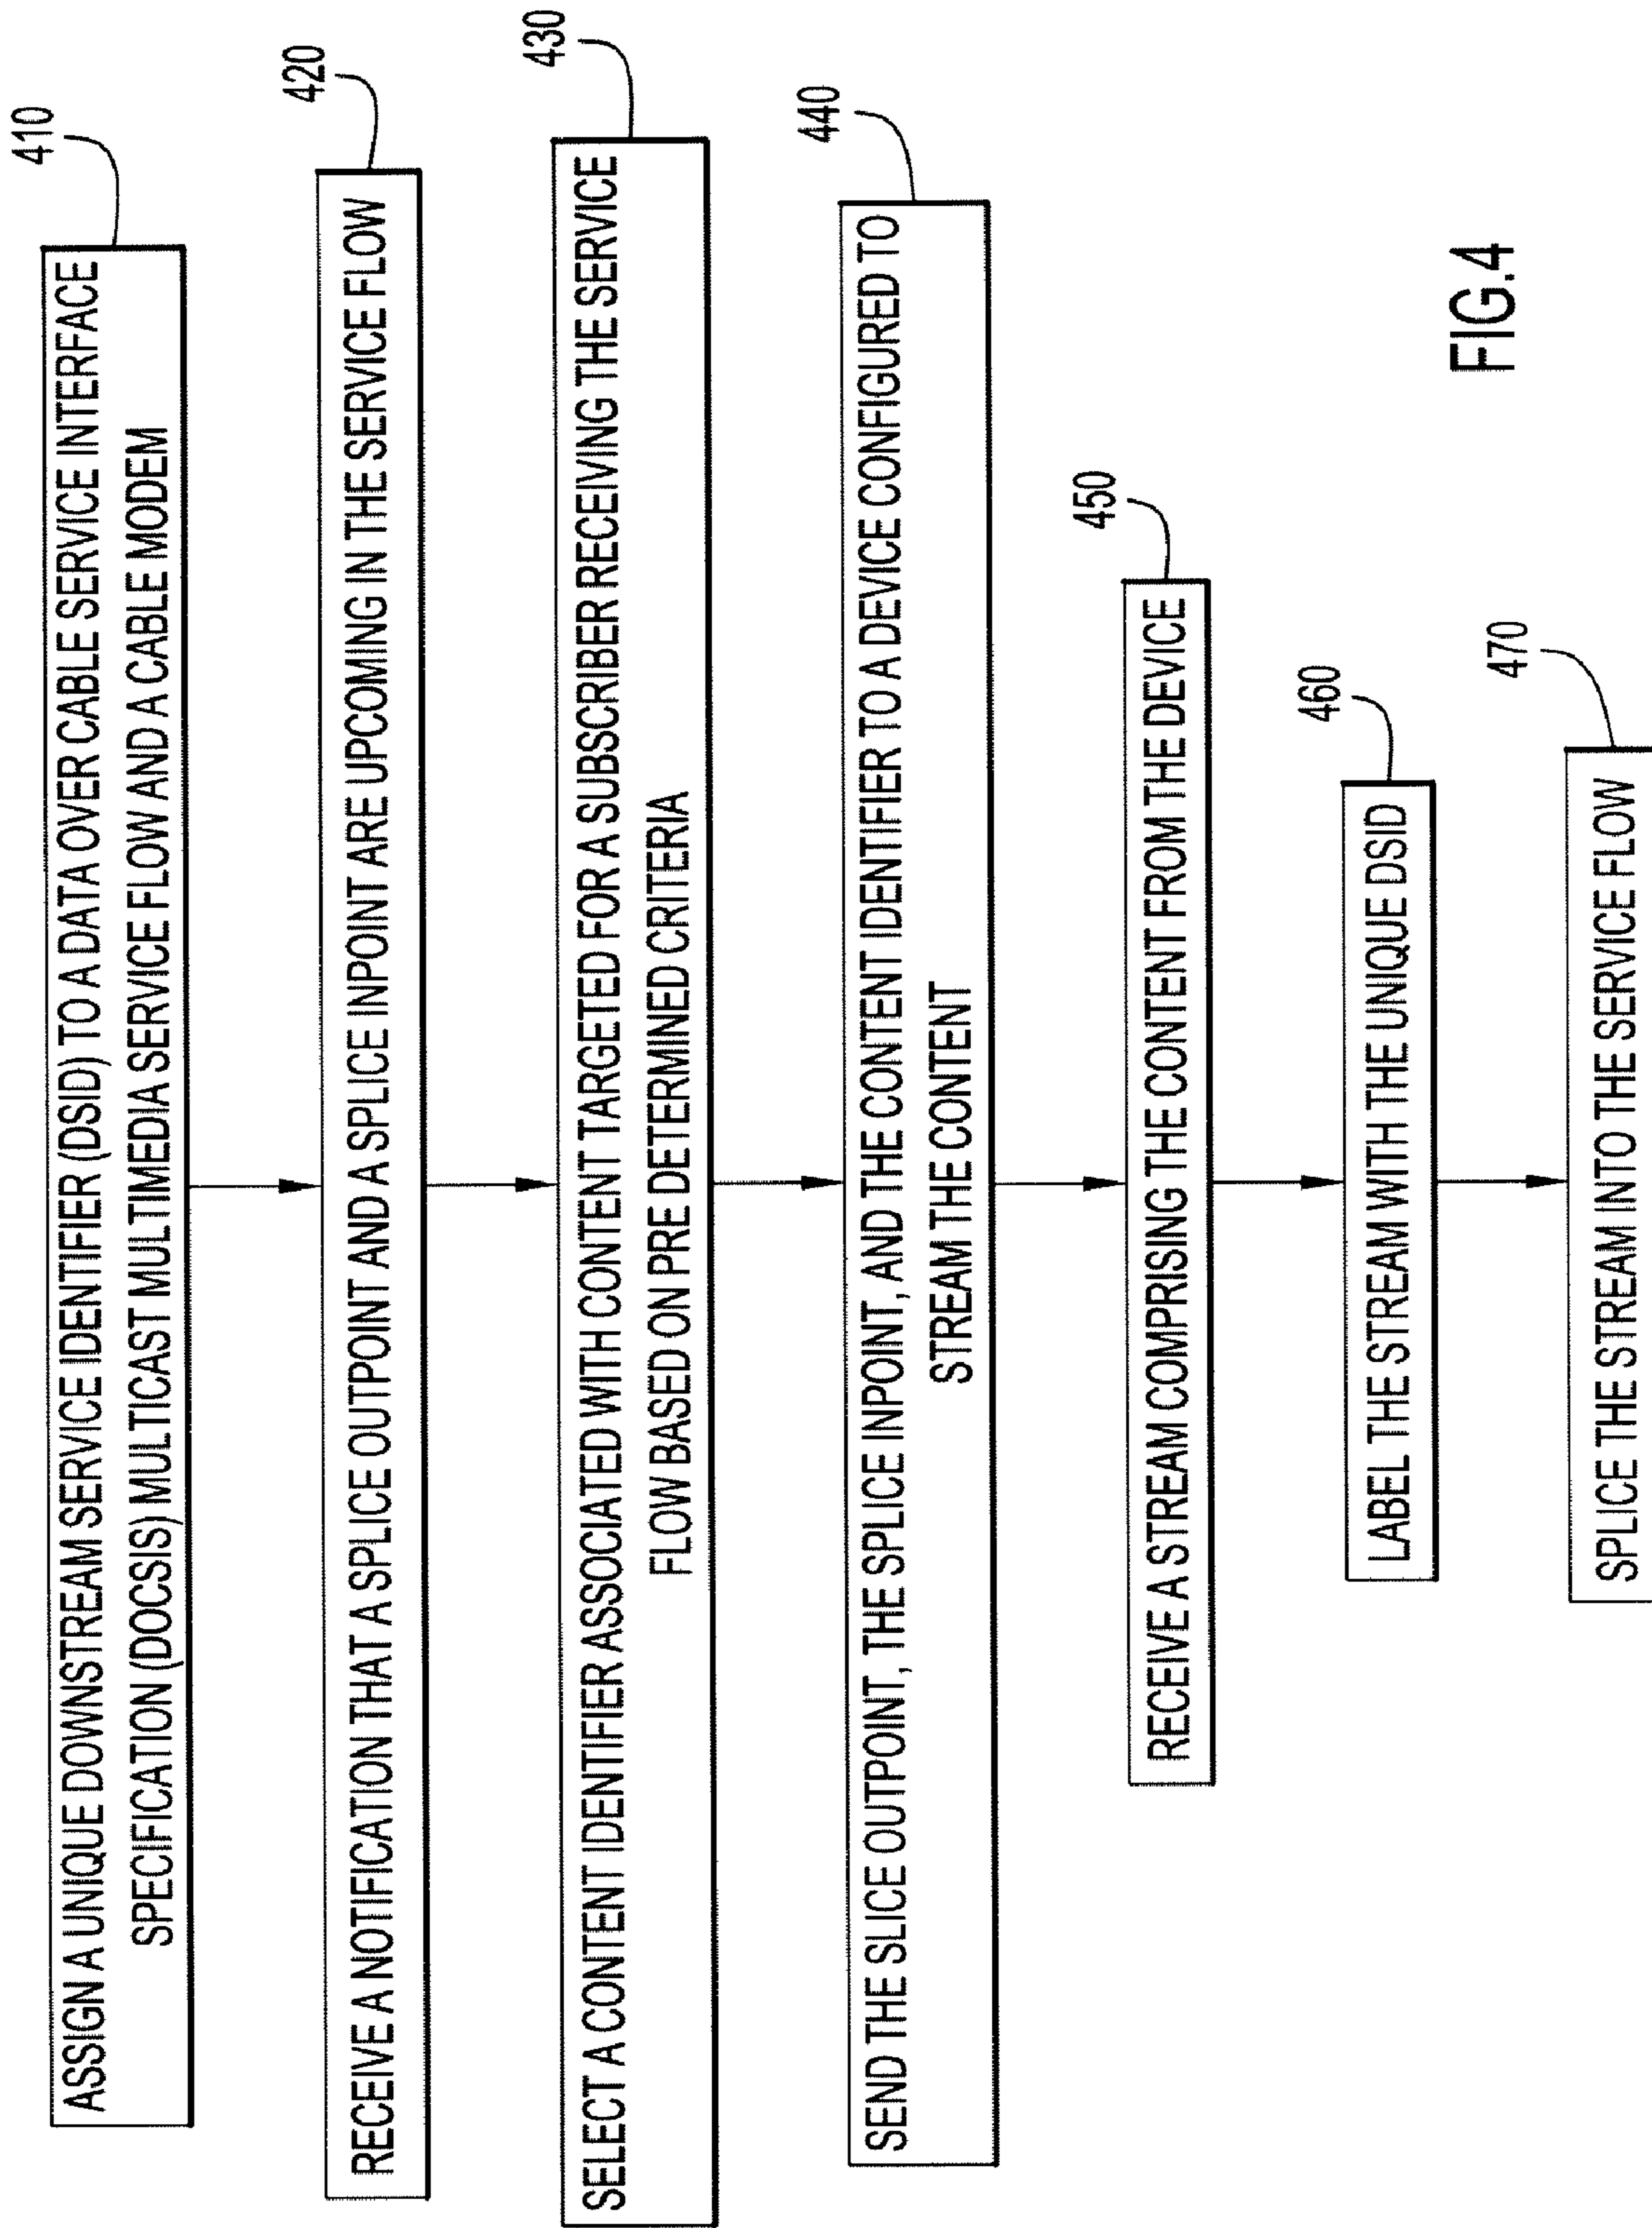 410
ASSIGN A UNIQUE DOWNSTREAM SERVICE IDENTIFIER (DSID) TO A DATA OVER CABLE SERVICE INTERFACE
SPECIFICATION (DOCSIS) MULTICAST MULTIMEDIA SERVICE FLOW AND A CABLE MODEM
420
RECEIVE A NOTIFICATION THAT A SPLICE OUTPOINT AND A SPLICE INPOINT ARE UPCOMING IN THE SERVICE FLOW
430
SELECT A CONTENT IDENTIFIER ASSOCIATED WITH CONTENT TARGETED FOR A SUBSCRIBER RECEIVING THE SERVICE
FLOW BASED ON PRE DETERMINED CRITERIA
440
SEND THE SLICE OUTPOINT, THE SPLICE INPOINT, AND THE CONTENT IDENTIFIER TO A DEVICE CONFIGURED TO
STREAM THE CONTENT
450
RECEIVE A STREAM COMPRISING THE CONTENT FROM THE DEVICE
460
LABEL THE STREAM WITH THE UNIQUE DSID
470
SPLICE THE STREAM INTO THE SERVICE FLOW
FIG.4